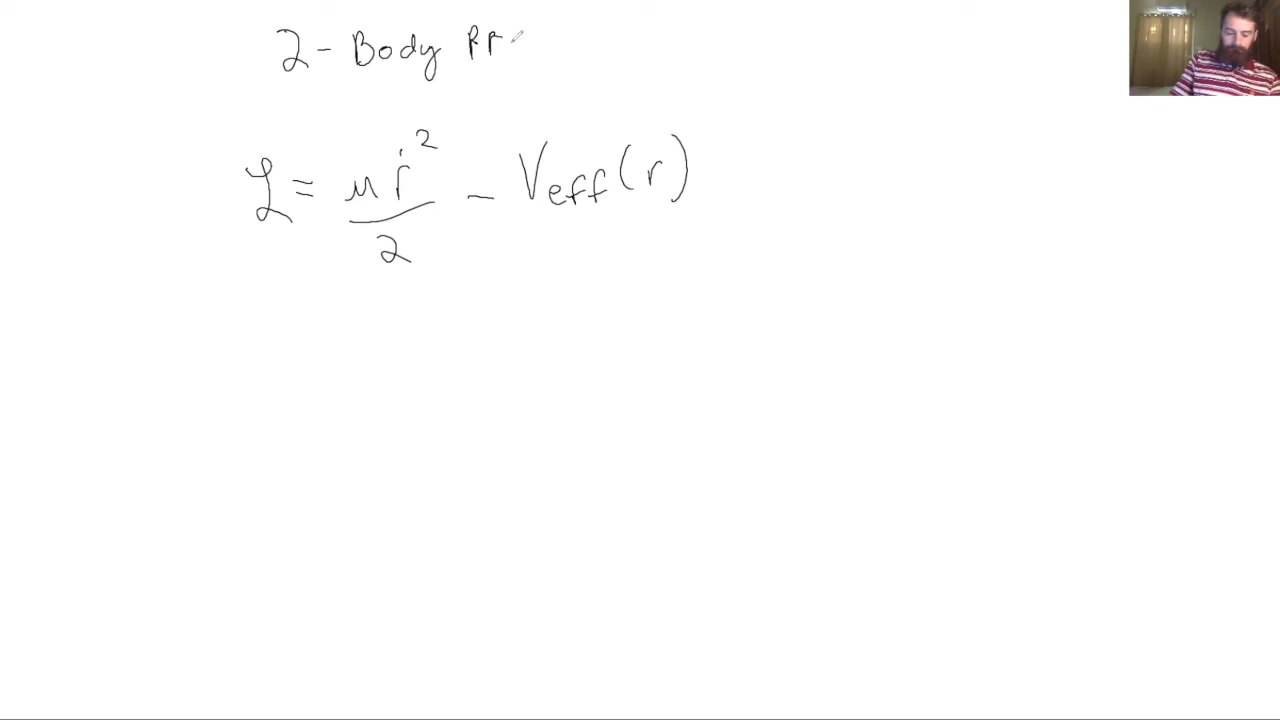 2 - Body Pr
ℒ = μṙ²/2 - Veff(r)